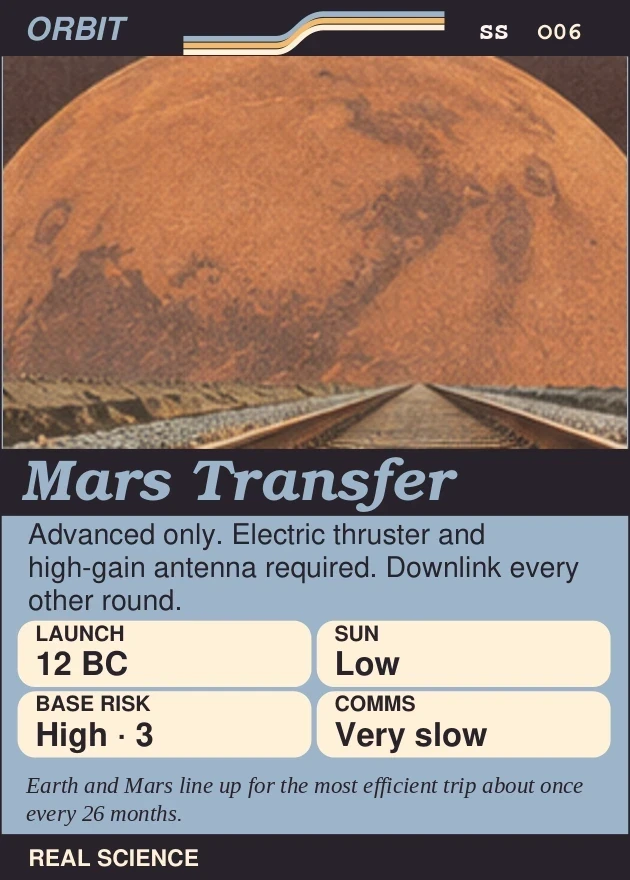 ORBIT
SS 006
Mars Transfer
Advanced only. Electric thruster and
high-gain antenna required. Downlink every
other round.
LAUNCH
12 BC
SUN
Low
BASE RISK
High · 3
COMMS
Very slow
Earth and Mars line up for the most efficient trip about once
every 26 months.
REAL SCIENCE